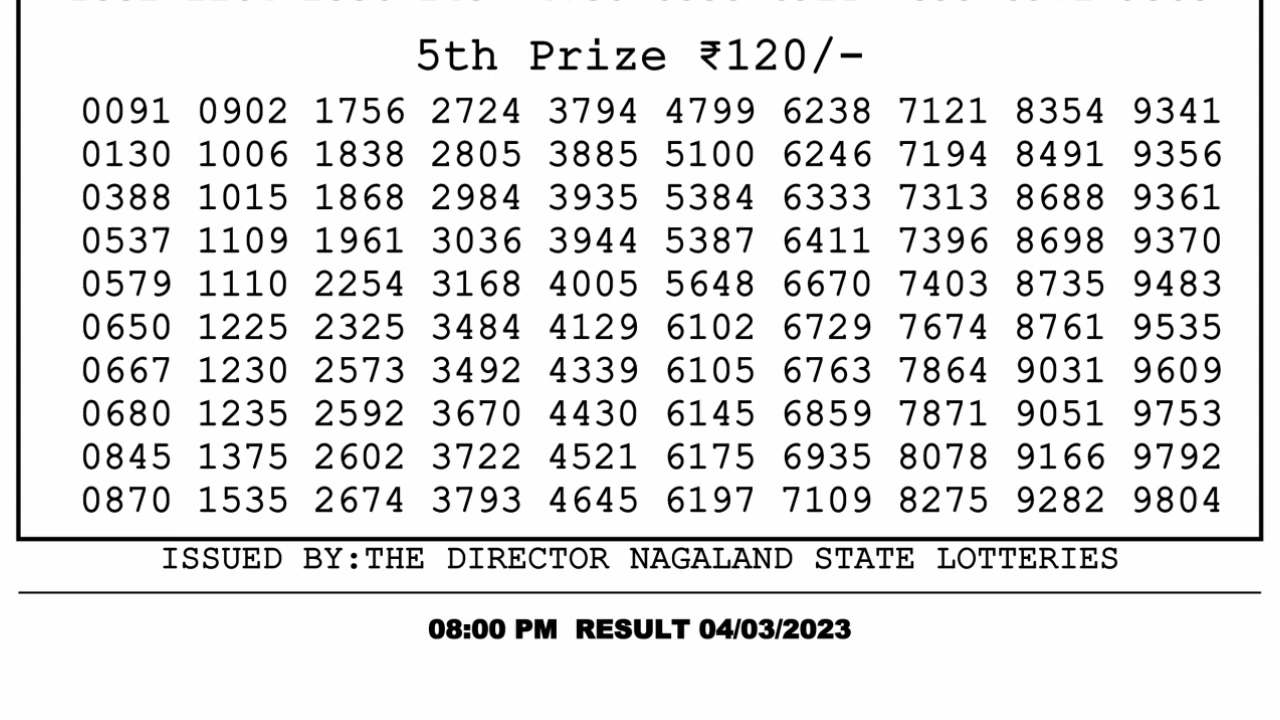 5th Prize ₹120/-
0091 0902 1756 2724 3794 4799 6238 7121 8354 9341
0130 1006 1838 2805 3885 5100 6246 7194 8491 9356
0388 1015 1868 2984 3935 5384 6333 7313 8688 9361
0537 1109 1961 3036 3944 5387 6411 7396 8698 9370
0579 1110 2254 3168 4005 5648 6670 7403 8735 9483
0650 1225 2325 3484 4129 6102 6729 7674 8761 9535
0667 1230 2573 3492 4339 6105 6763 7864 9031 9609
0680 1235 2592 3670 4430 6145 6859 7871 9051 9753
0845 1375 2602 3722 4521 6175 6935 8078 9166 9792
0870 1535 2674 3793 4645 6197 7109 8275 9282 9804
ISSUED BY:THE DIRECTOR NAGALAND STATE LOTTERIES
08:00 PM RESULT 04/03/2023